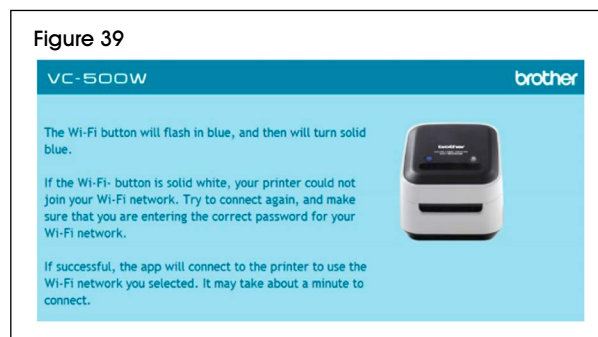 Figure 39
VC-500W
brother
The Wi-Fi button will flash in blue, and then will turn solid
blue.
If the Wi-Fi- button is solid white, your printer could not
join your Wi-Fi network. Try to connect again, and make
sure that you are entering the correct password for your
Wi-Fi network.
If successful, the app will connect to the printer to use the
Wi-Fi network you selected. It may take about a minute to
connect.
brother